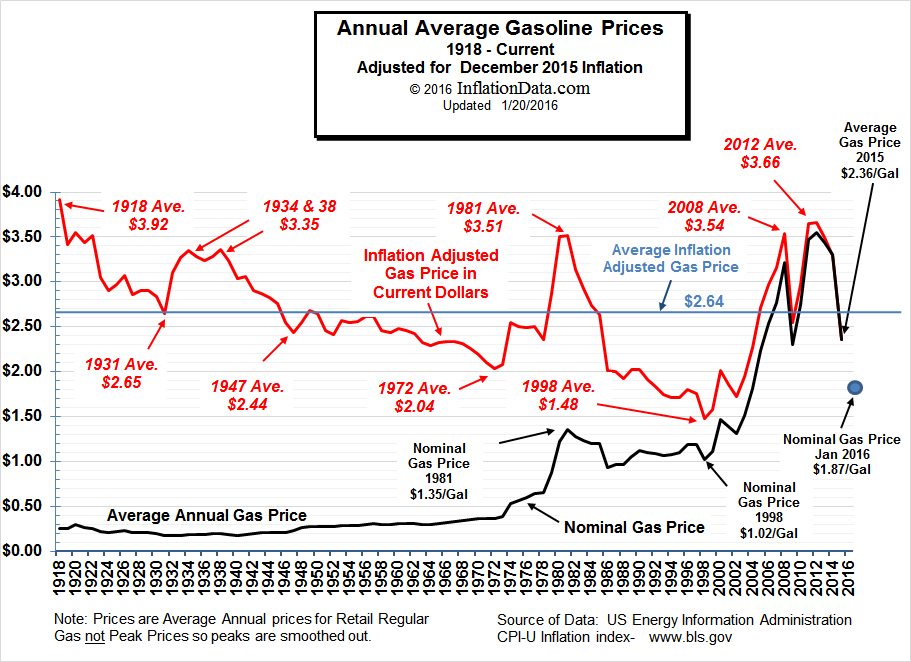 Annual Average Gasoline Prices
1918 - Current
Adjusted for December 2015 Inflation
© 2016 InflationData.com
Updated 1/20/2016
Average
Gas Price
2015
$2.36/Gal
2012 Ave.
$3.66
1918 Ave.
$3.92
1934 & 38
$3.35
1981 Ave.
$3.51
2008 Ave.
$3.54
Inflation Adjusted
Gas Price in
Current Dollars
Average Inflation
Adjusted Gas Price
$2.64
1931 Ave.
$2.65
1947 Ave.
$2.44
1972 Ave.
$2.04
1998 Ave.
$1.48
Nominal
Gas Price
1981
$1.35/Gal
Nominal Gas Price
Jan 2016
$1.87/Gal
Nominal
Gas Price
1998
$1.02/Gal
Average Annual Gas Price
Nominal Gas Price
$4.00
$3.50
$3.00
$2.50
$2.00
$1.50
$1.00
$0.50
$0.00
1918 1920 1922 1924 1926 1928 1930 1932 1934 1936 1938 1940 1942 1944 1946 1948 1950 1952 1954 1956 1958 1960 1962 1964 1966 1968 1970 1972 1974 1976 1978 1980 1982 1984 1986 1988 1990 1992 1994 1996 1998 2000 2002 2004 2006 2008 2010 2012 2014 2016
Note: Prices are Average Annual prices for Retail Regular
Gas not Peak Prices so peaks are smoothed out.
Source of Data: US Energy Information Administration
CPI-U Inflation index- www.bls.gov